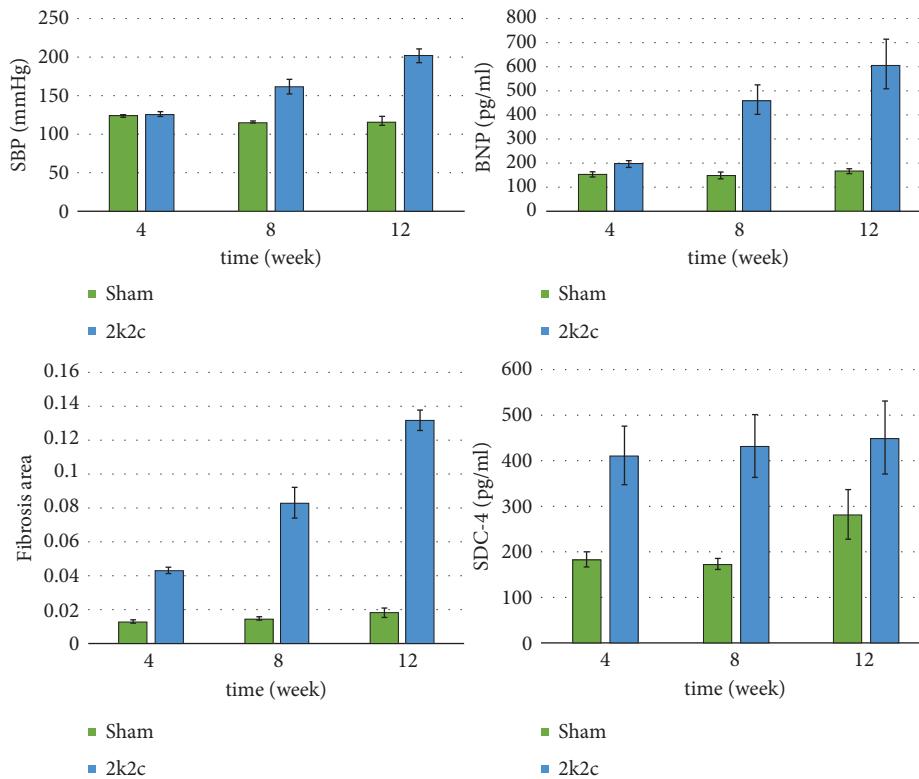 SBP (mmHg)
250
200
150
100
50
0
4 8 12
time (week)
Sham
2k2c
BNP (pg/ml)
800
700
600
500
400
300
200
100
0
4 8 12
time (week)
Sham
2k2c
Fibrosis area
0.16
0.14
0.12
0.1
0.08
0.06
0.04
0.02
0
4 8 12
time (week)
Sham
2k2c
SDC-4 (pg/ml)
600
500
400
300
200
100
0
4 8 12
time (week)
Sham
2k2c